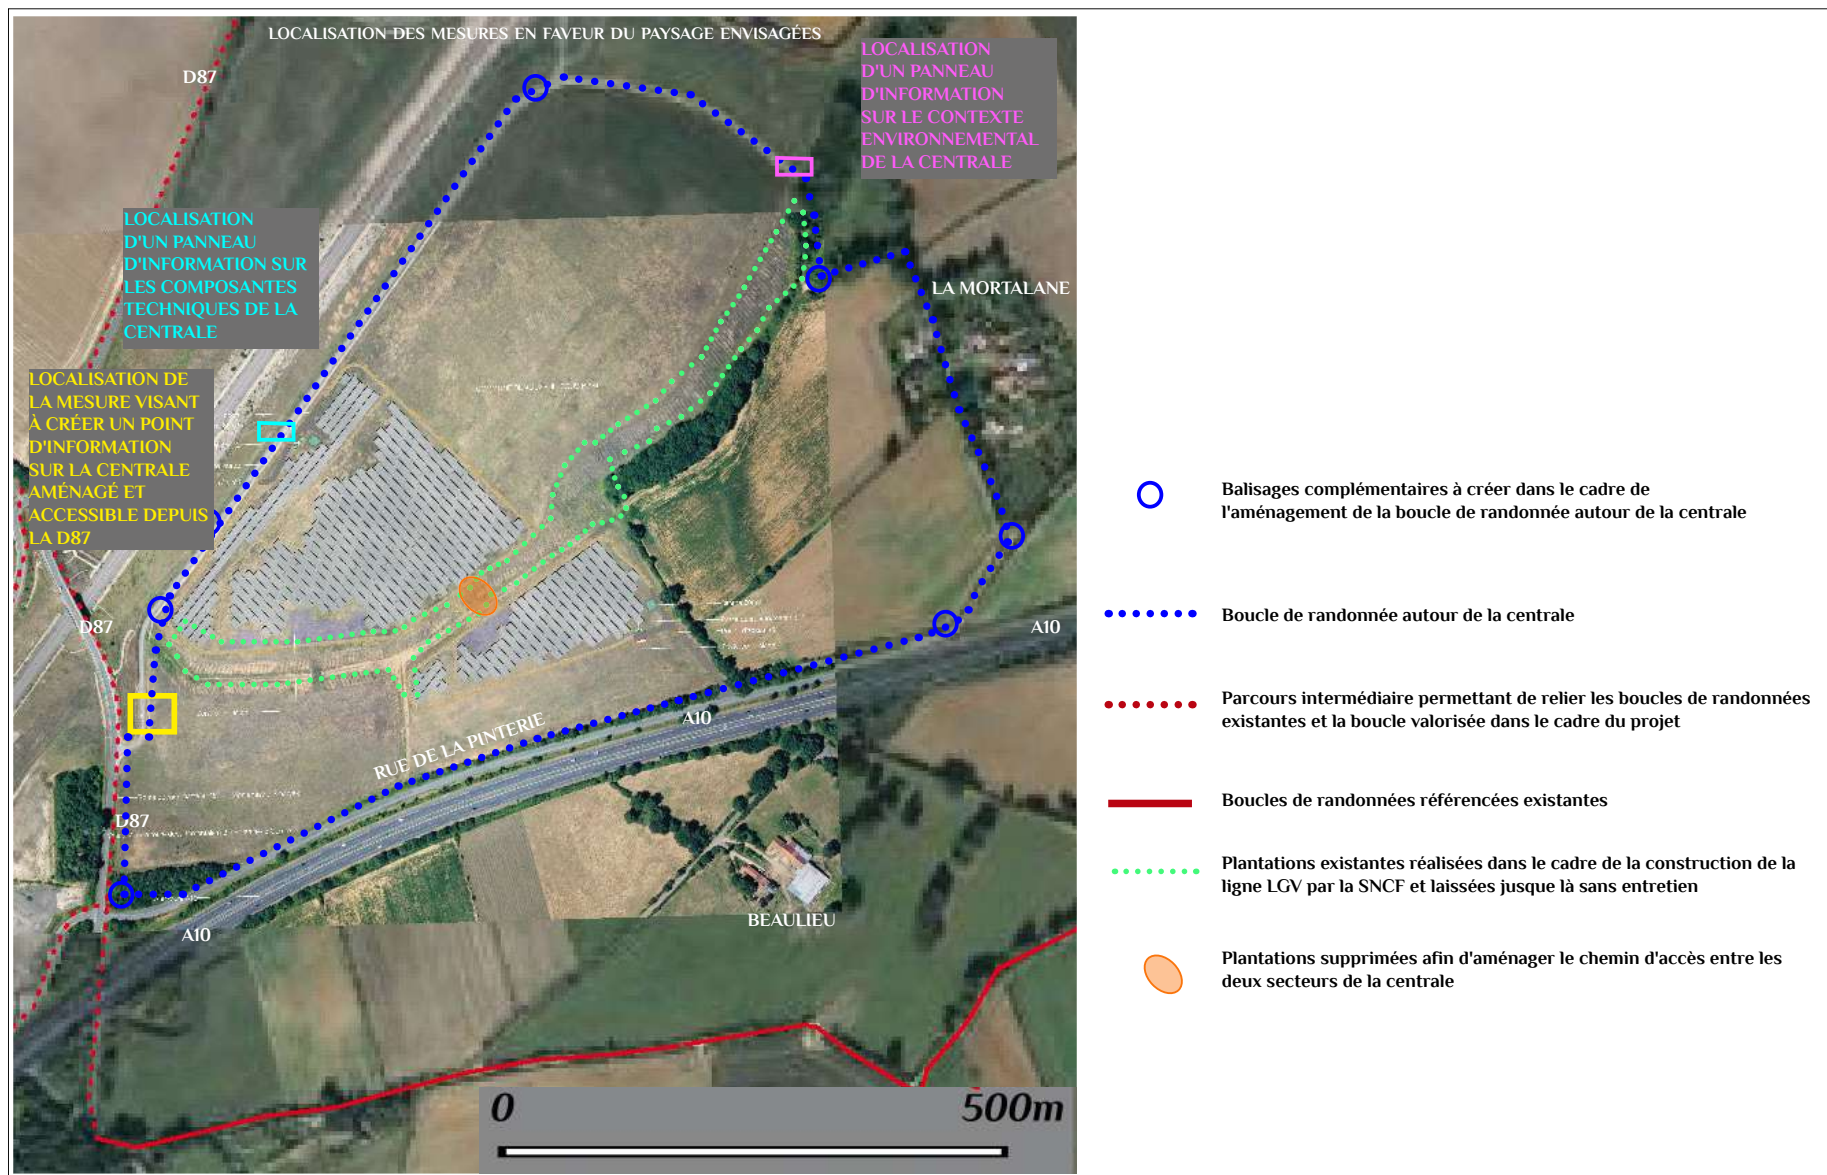 LOCALISATION DES MESURES EN FAVEUR DU PAYSAGE ENVISAGÉES
D87
LOCALISATION
D'UN PANNEAU
D'INFORMATION
SUR LE CONTEXTE
ENVIRONNEMENTAL
DE LA CENTRALE
LOCALISATION
D'UN PANNEAU
D'INFORMATION SUR
LES COMPOSANTES
TECHNIQUES DE LA
CENTRALE
LA MORTALANE
LOCALISATION DE
LA MESURE VISANT
À CRÉER UN POINT
D'INFORMATION
SUR LA CENTRALE
AMÉNAGÉ ET
ACCESSIBLE DEPUIS
LA D87
D87
A10
A10
RUE DE LA PINTERIE
D87
BEAULIEU
A10
0 500m
Balisages complémentaires à créer dans le cadre de
l'aménagement de la boucle de randonnée autour de la centrale
Boucle de randonnée autour de la centrale
Parcours intermédiaire permettant de relier les boucles de randonnées
existantes et la boucle valorisée dans le cadre du projet
Boucles de randonnées référencées existantes
Plantations existantes réalisées dans le cadre de la construction de la
ligne LGV par la SNCF et laissées jusque là sans entretien
Plantations supprimées afin d'aménager le chemin d'accès entre les
deux secteurs de la centrale